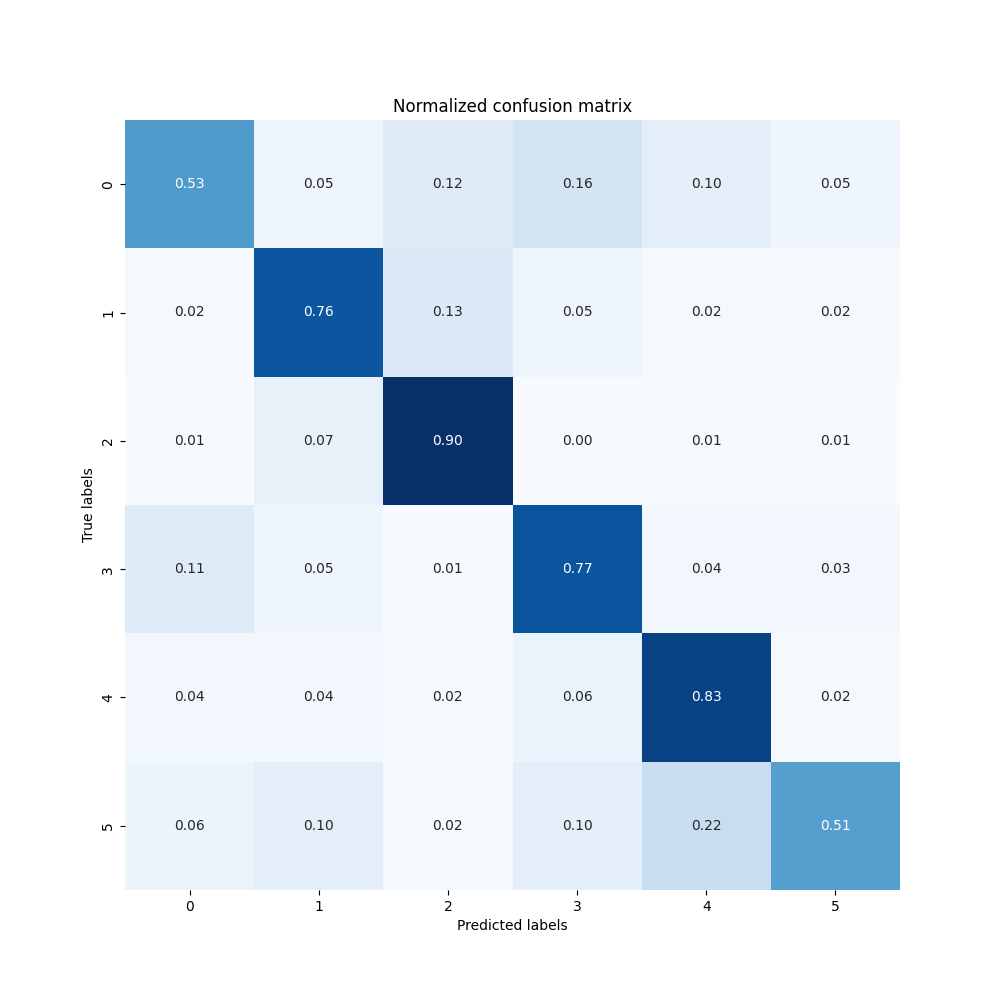 Normalized confusion matrix
0 0.53 0.05 0.12 0.16 0.10 0.05
1 0.02 0.76 0.13 0.05 0.02 0.02
2 0.01 0.07 0.90 0.00 0.01 0.01
True labels
3 0.11 0.05 0.01 0.77 0.04 0.03
4 0.04 0.04 0.02 0.06 0.83 0.02
5 0.06 0.10 0.02 0.10 0.22 0.51
0 1 2 3 4 5
Predicted labels